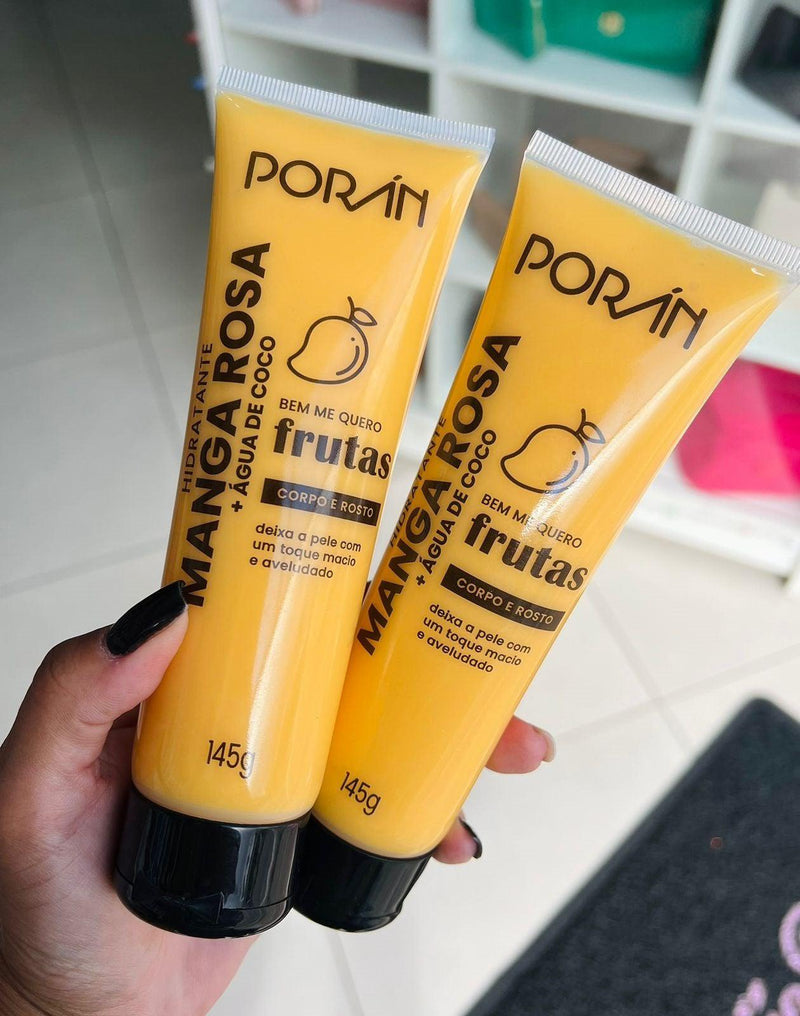 PORÁN
HIDRATANTE
MANGA ROSA
+ ÁGUA DE COCO
BEM ME QUERO
frutas
CORPO E ROSTO
deixa a pele com
um toque macio
e aveludado
145g
PORÁN
HIDRATANTE
MANGA ROSA
+ ÁGUA DE COCO
BEM ME QUERO
frutas
CORPO E ROSTO
deixa a pele com
um toque macio
e aveludado
145g